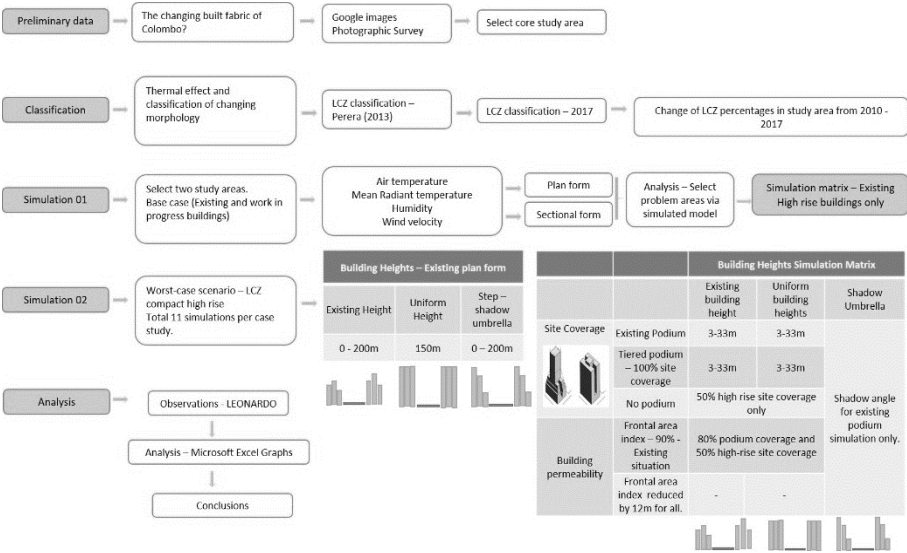 Preliminary data
The changing built fabric of
Colombo?
Google images
Photographic Survey
Select core study area
Classification
Thermal effect and
classification of changing
morphology
LCZ classification –
Perera (2013)
LCZ classification – 2017
Change of LCZ percentages in study area from 2010 -
2017
Simulation 01
Select two study areas.
Base case (Existing and work in
progress buildings)
Air temperature
Mean Radiant temperature
Humidity
Wind velocity
Plan form
Sectional form
Analysis – Select
problem areas via
simulated model
Simulation matrix – Existing
High rise buildings only
Simulation 02
Worst-case scenario – LCZ
compact high rise
Total 11 simulations per case
study.
Building Heights – Existing plan form
Existing Height
Uniform
Height
Step –
shadow
umbrella
0 - 200m
150m
0 – 200m
Building Heights Simulation Matrix
Existing
building
height
Uniform
building
heights
Shadow
Umbrella
Site Coverage
Existing Podium
3-33m
3-33m
Tiered podium
– 100% site
coverage
3-33m
3-33m
No podium
50% high rise site coverage
only
Shadow angle
for existing
podium
simulation only.
Building
permeability
Frontal area
index – 90% -
Existing
situation
80% podium coverage and
50% high-rise site coverage
Frontal area
index reduced
by 12m for all.
-
-
Analysis
Observations - LEONARDO
Analysis – Microsoft Excel Graphs
Conclusions